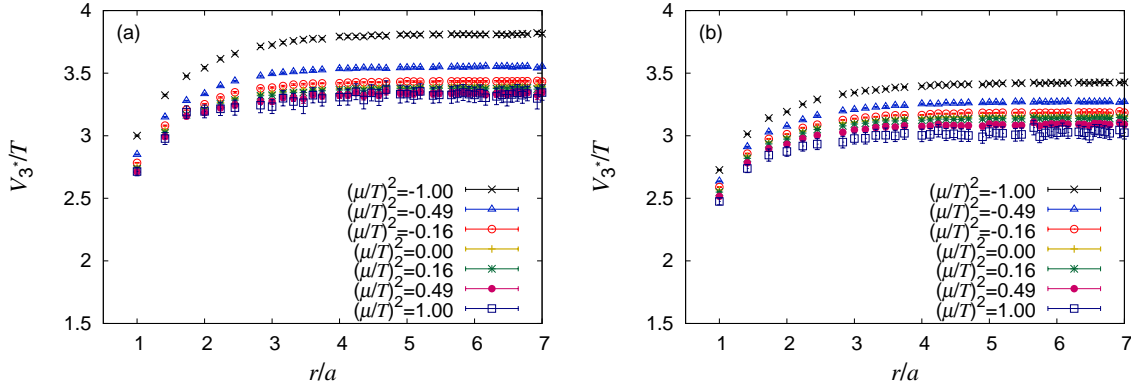 (a)
4
3.5
3
2.5
2
1.5
V3*/T
1 2 3 4 5 6 7
r/a
(μ/T)²=-1.00
(μ/T)²=-0.49
(μ/T)²=-0.16
(μ/T)²=0.00
(μ/T)²=0.16
(μ/T)²=0.49
(μ/T)²=1.00
(b)
4
3.5
3
2.5
2
1.5
V3*/T
1 2 3 4 5 6 7
r/a
(μ/T)²=-1.00
(μ/T)²=-0.49
(μ/T)²=-0.16
(μ/T)²=0.00
(μ/T)²=0.16
(μ/T)²=0.49
(μ/T)²=1.00